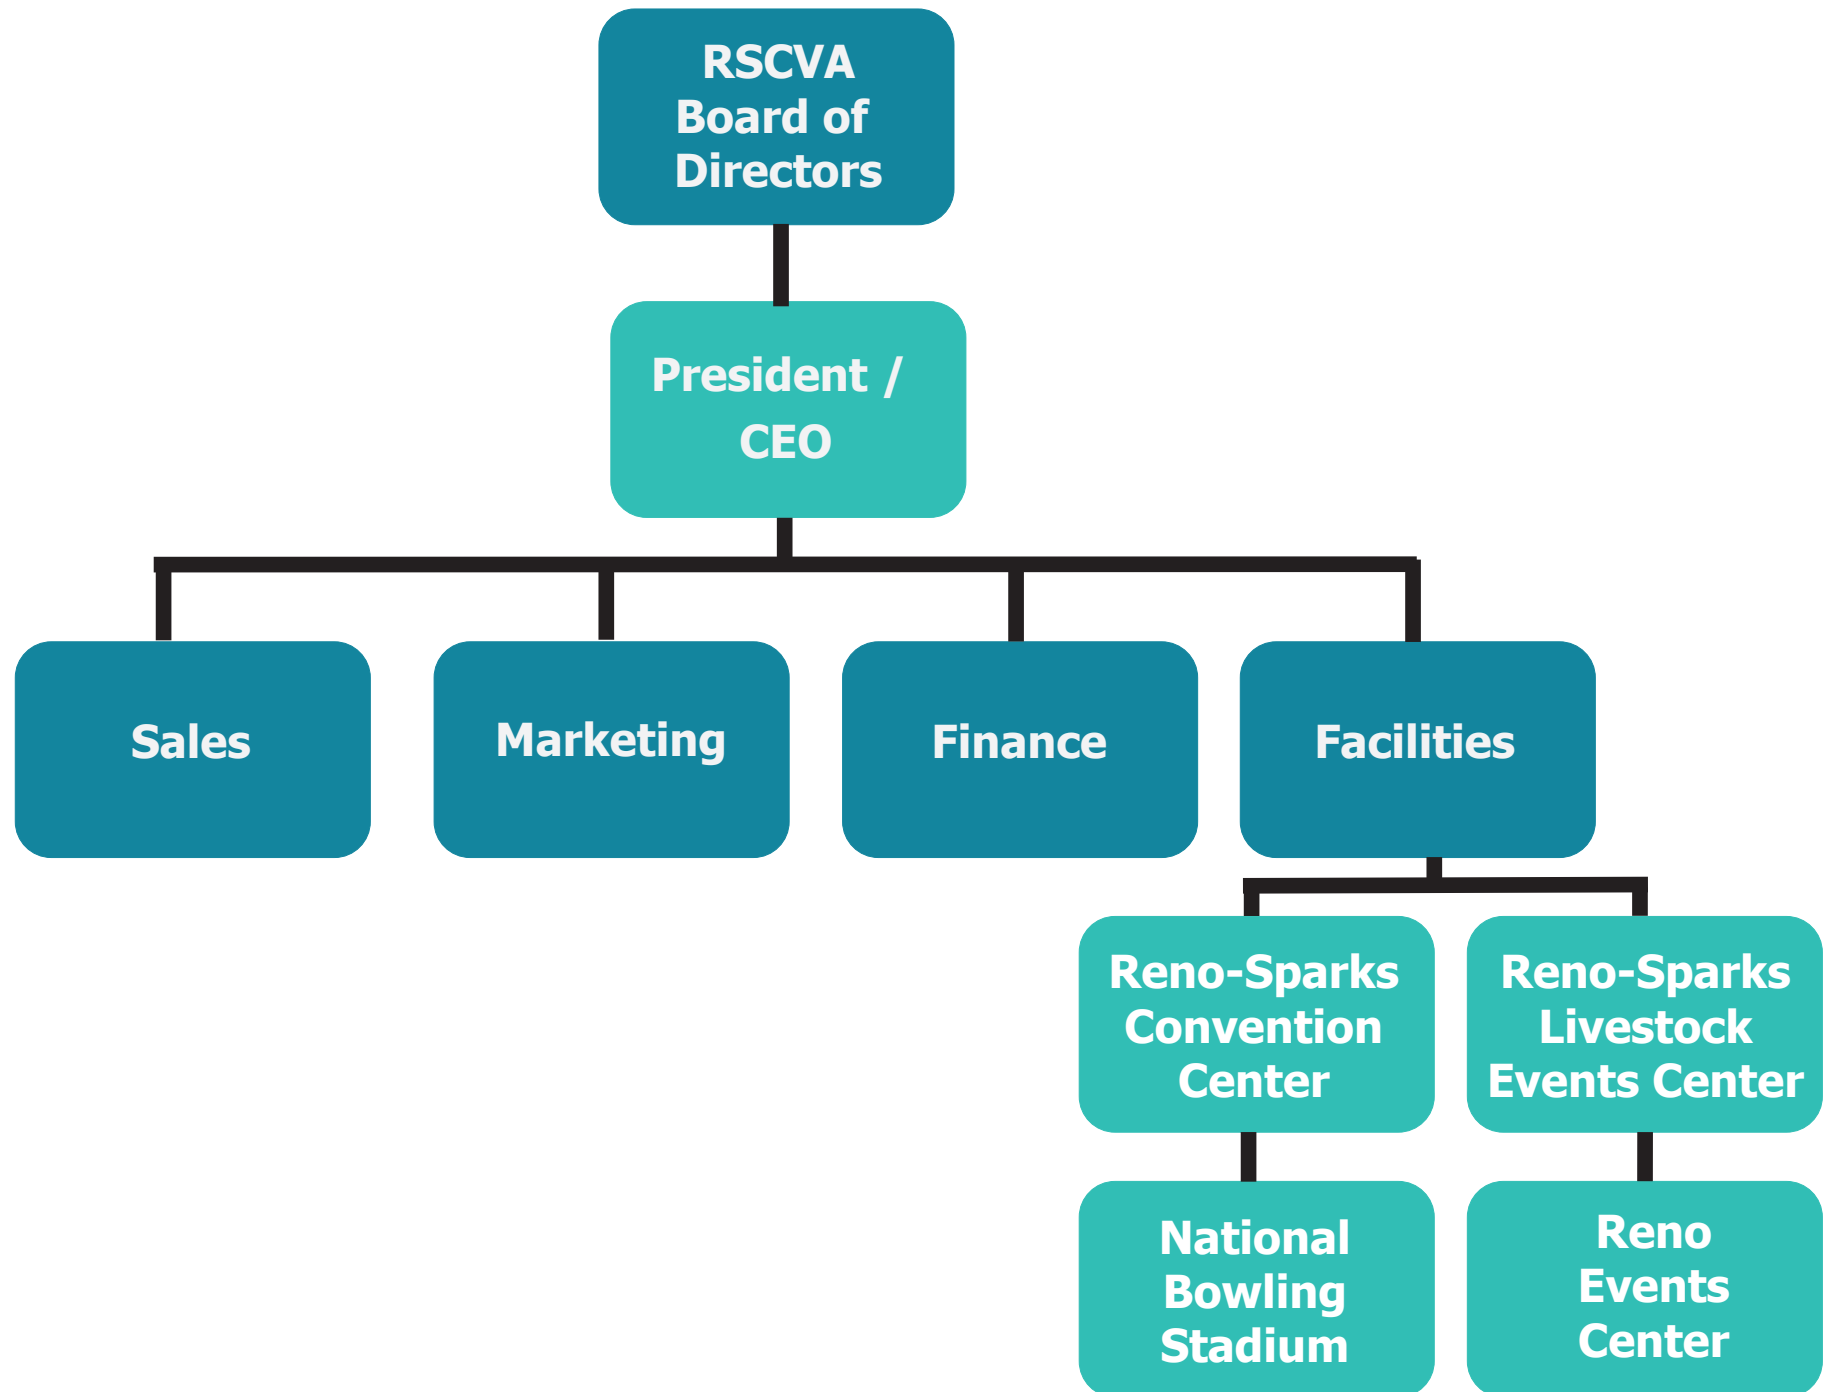 RSCVA
Board of
Directors
President /
CEO
Sales
Marketing
Finance
Facilities
Reno-Sparks
Convention
Center
Reno-Sparks
Livestock
Events Center
National
Bowling
Stadium
Reno
Events
Center